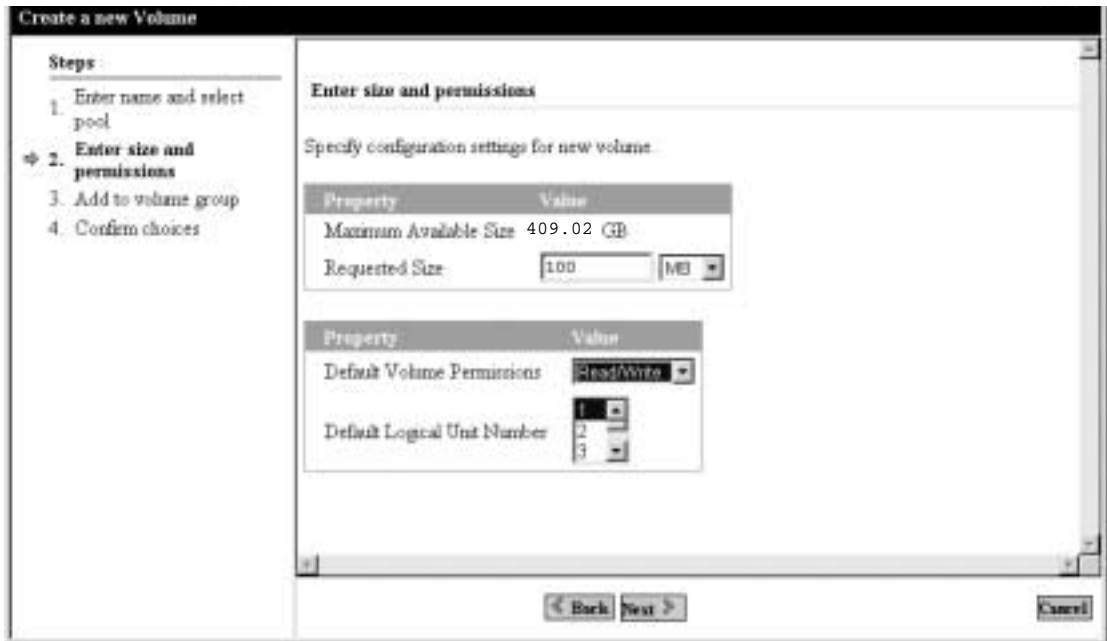 Create a new Volume
Steps
1. Enter name and select
pool
2. Enter size and
permissions
3. Add to volume group
4. Confirm choices
Enter size and permissions
Specify configuration settings for new volume.
Property Value
Maximum Available Size 409.02 GB
Requested Size 100 MB
Property Value
Default Volume Permissions Read/Write
Default Logical Unit Number 1
2
3
Back Next Cancel